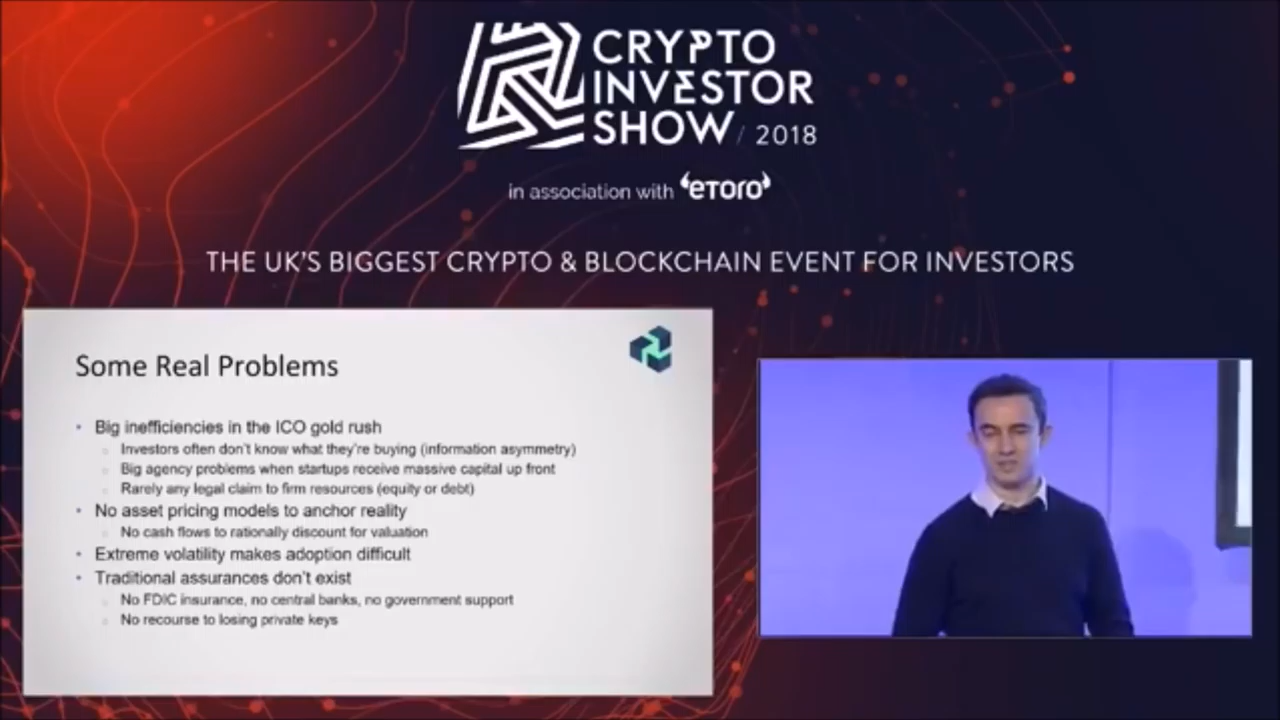 CRYPTO
INVESTOR
SHOW / 2018
in association with eToro
THE UK'S BIGGEST CRYPTO & BLOCKCHAIN EVENT FOR INVESTORS
Some Real Problems
• Big inefficiencies in the ICO gold rush
○ Investors often don't know what they're buying (information asymmetry)
○ Big agency problems when startups receive massive capital up front
○ Rarely any legal claim to firm resources (equity or debt)
• No asset pricing models to anchor reality
○ No cash flows to rationally discount for valuation
• Extreme volatility makes adoption difficult
• Traditional assurances don't exist
○ No FDIC insurance, no central banks, no government support
○ No recourse to losing private keys